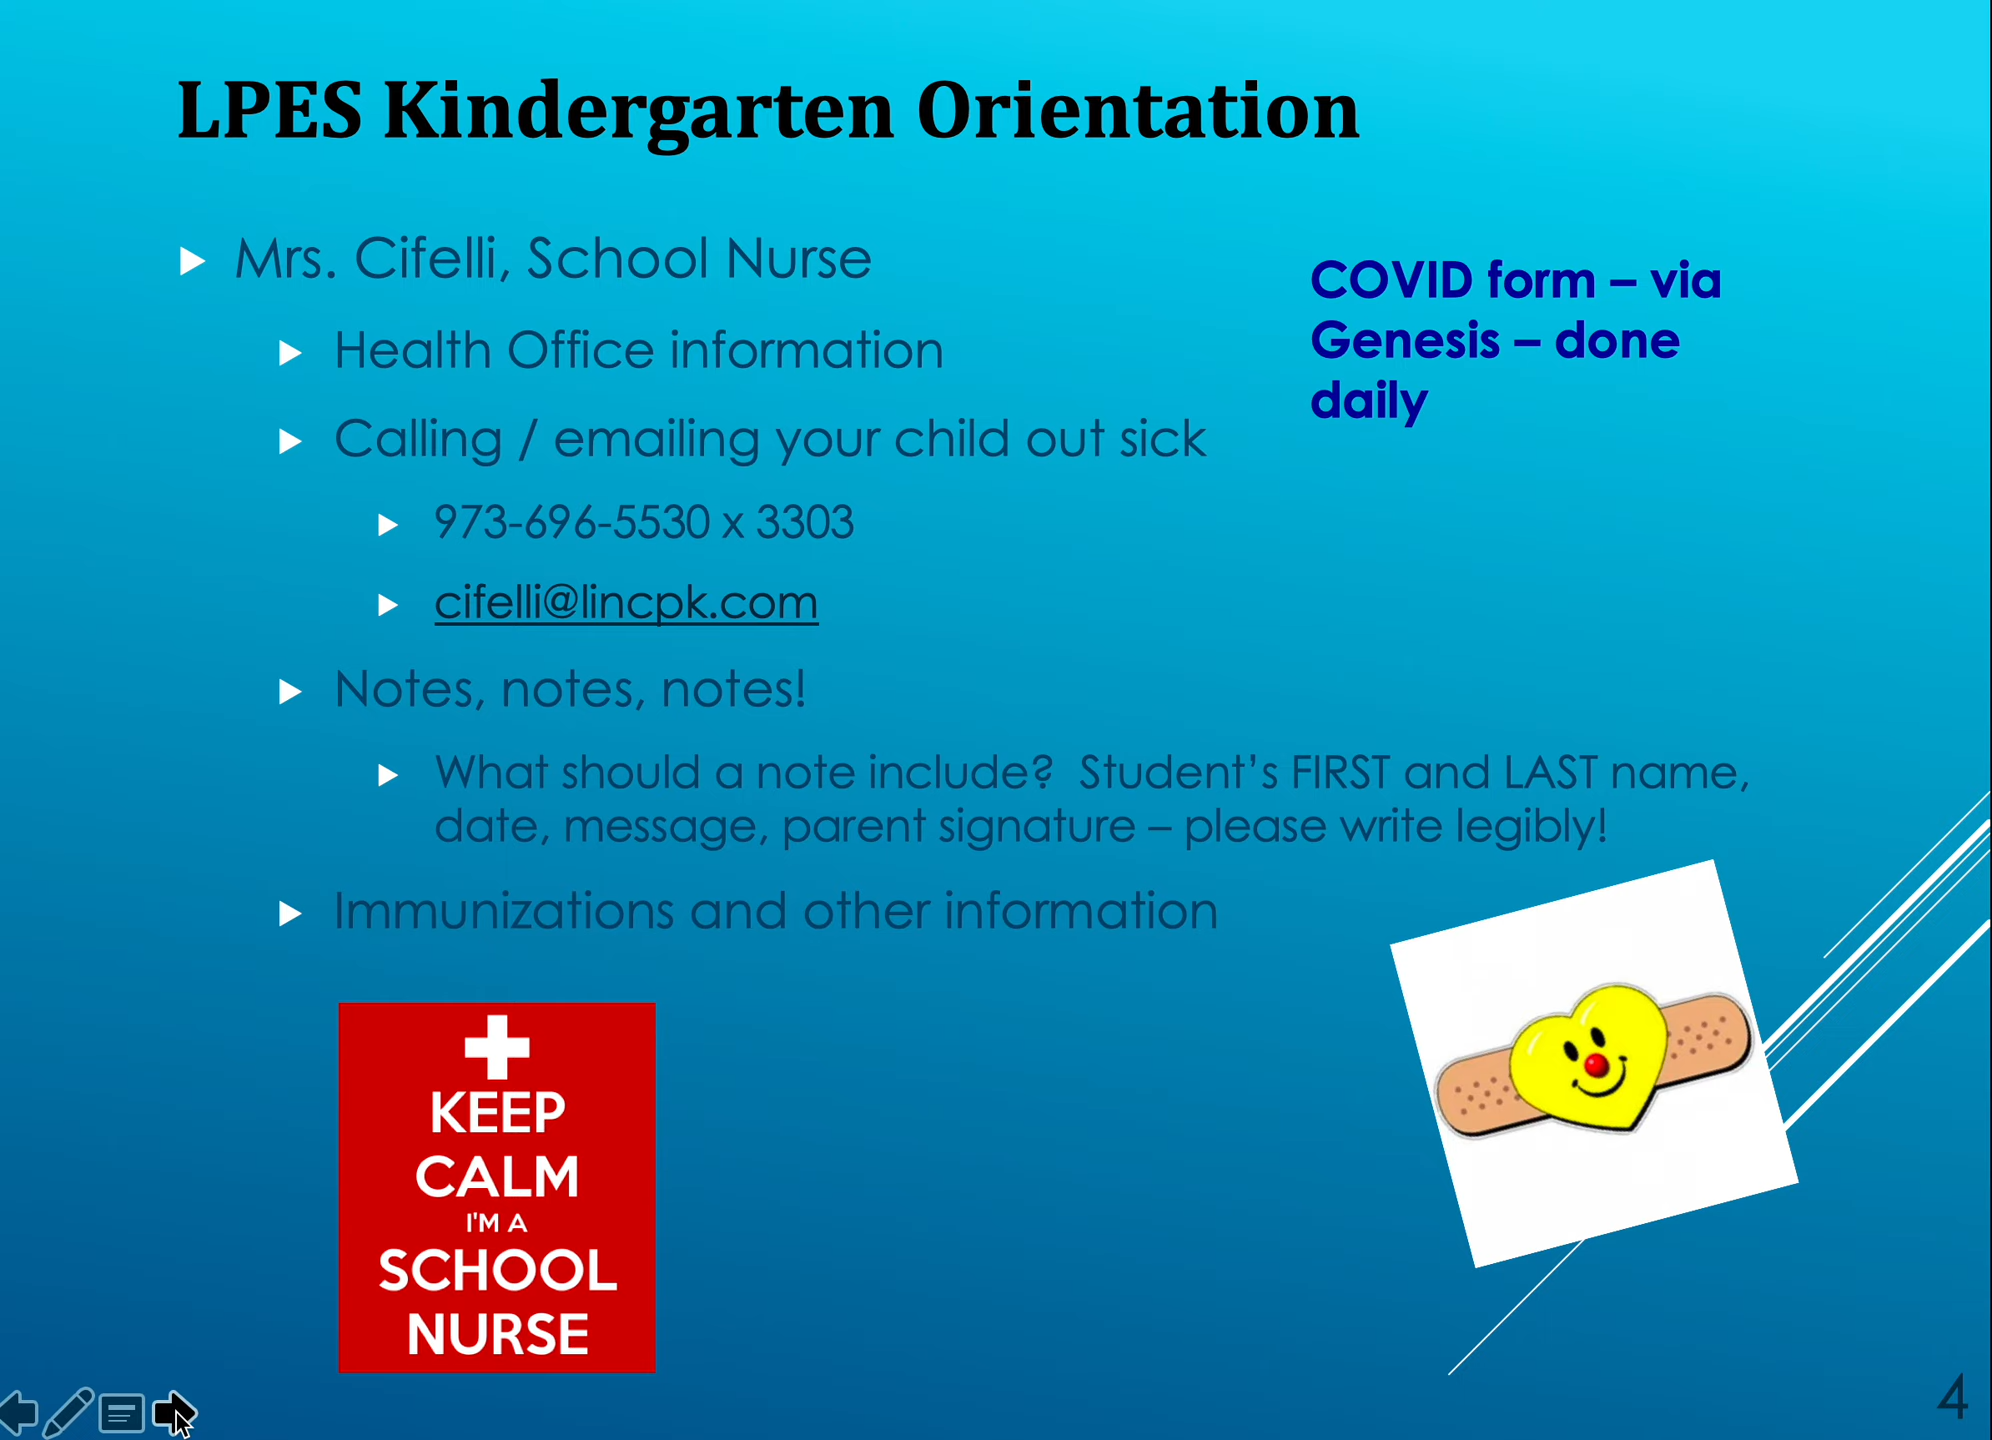 LPES Kindergarten Orientation
Mrs. Cifelli, School Nurse
Health Office information
Calling / emailing your child out sick
973-696-5530 x 3303
cifelli@lincpk.com
Notes, notes, notes!
What should a note include?  Student’s FIRST and LAST name,
date, message, parent signature – please write legibly!
Immunizations and other information
COVID form – via
Genesis – done
daily
KEEP
CALM
I'M A
SCHOOL
NURSE
4